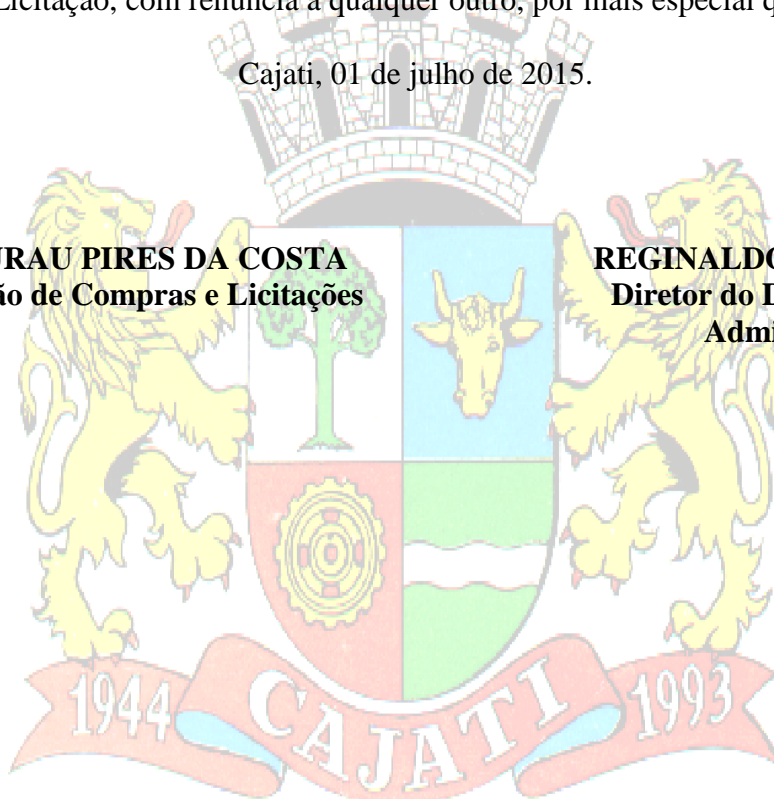 Licitação, com renuncia a qualquer outro, por mais especial q
Cajati, 01 de julho de 2015.
URAU PIRES DA COSTA
ão de Compras e Licitações
REGINALDO
Diretor do D
Admi
1944 CAJATI 1993